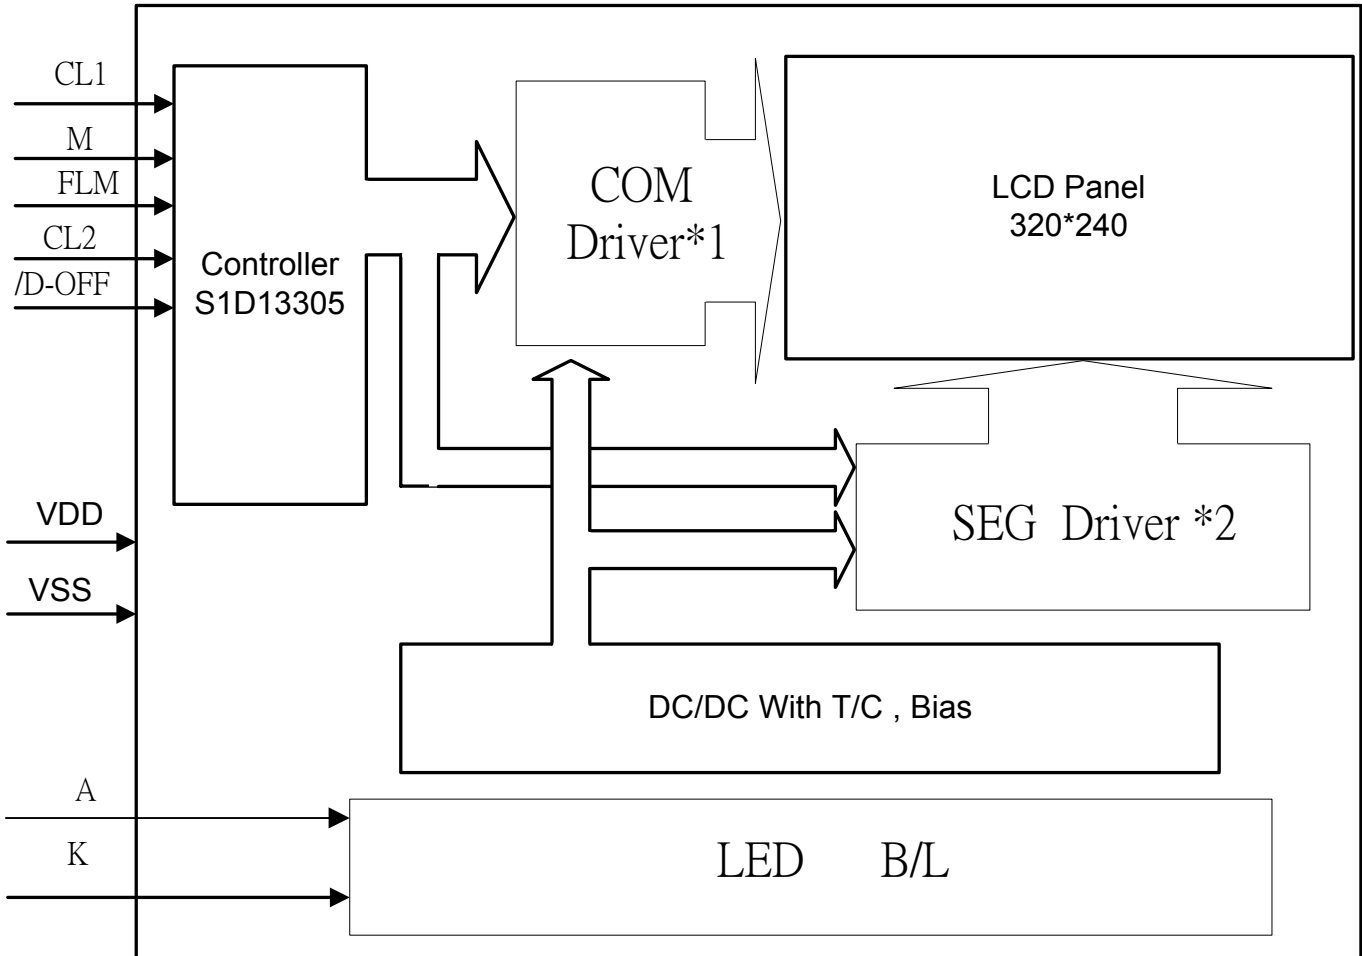 CL1
M
FLM
CL2
/D-OFF
Controller
S1D13305
COM
Driver*1
LCD Panel
320*240
VDD
VSS
SEG Driver *2
DC/DC With T/C , Bias
A
K
LED B/L